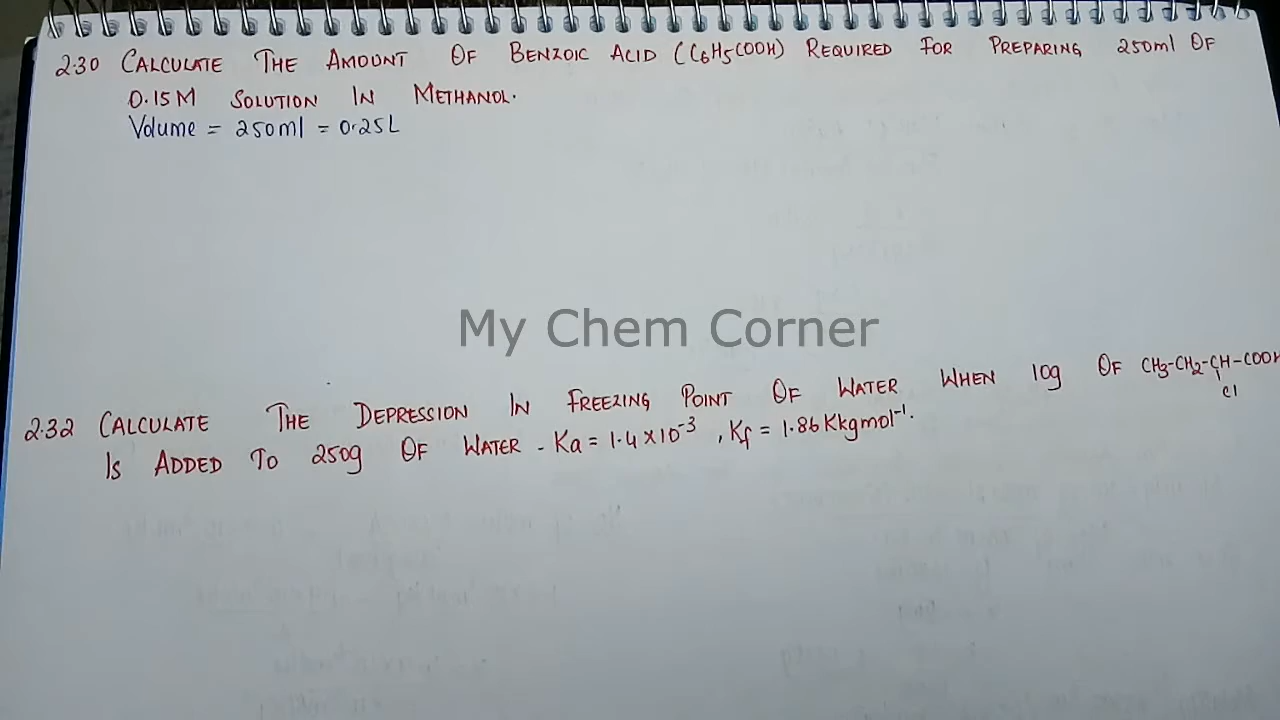 2.30 CALCULATE THE AMOUNT OF BENZOIC ACID (C6H5COOH) REQUIRED FOR PREPARING 250ml OF
0.15M SOLUTION IN METHANOL.
Volume = 250ml = 0.25L
My Chem Corner
2.32 CALCULATE THE DEPRESSION IN FREEZING POINT OF WATER WHEN 10g OF CH3-CH2-CH-COOH
Cl
IS ADDED TO 250g OF WATER. Ka = 1.4×10⁻³, Kf = 1.86 K kg mol⁻¹.